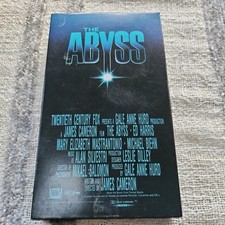 THE
ABYSS
TWENTIETH CENTURY FOX PRESENTS A GALE ANNE HURD PRODUCTION
A JAMES CAMERON FILM THE ABYSS ED HARRIS
MARY ELIZABETH MASTRANTONIO MICHAEL BIEHN
MUSIC BY ALAN SILVESTRI PRODUCTION DESIGNER LESLIE DILLEY
DIRECTOR OF PHOTOGRAPHY MIKAEL SALOMON PRODUCED BY GALE ANNE HURD
WRITTEN AND DIRECTED BY JAMES CAMERON